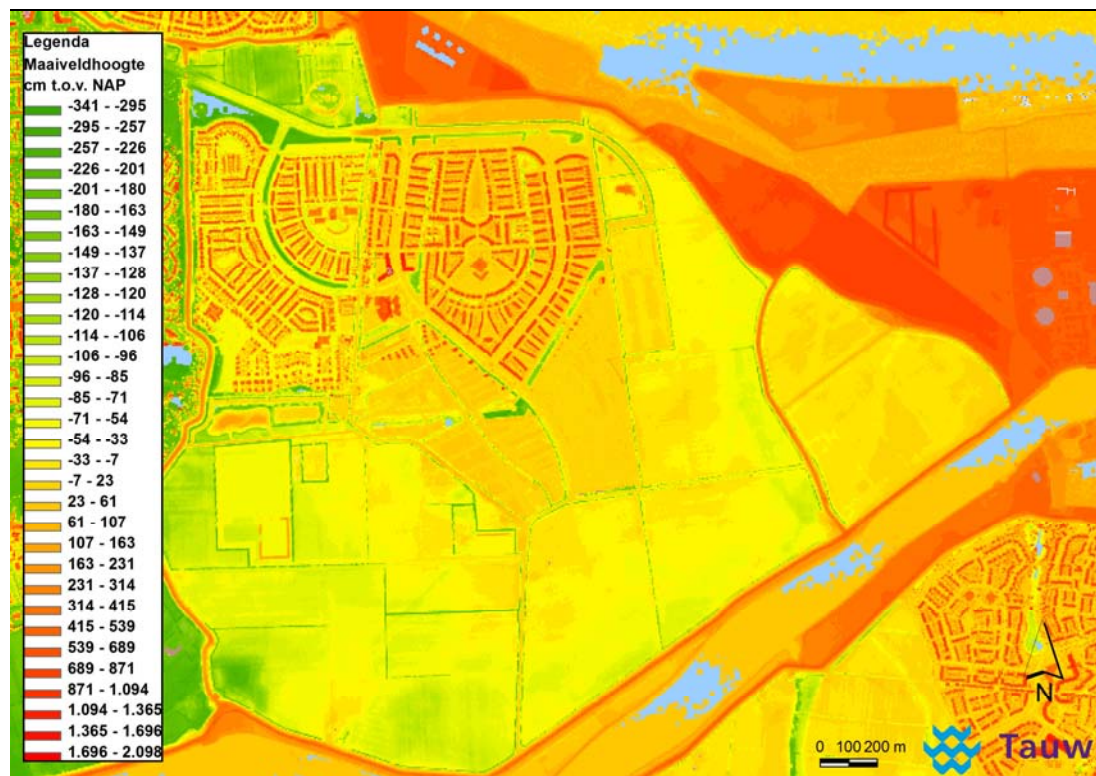 Legenda
Maaiveldhoogte
cm t.o.v. NAP
-341 - -295
-295 - -257
-257 - -226
-226 - -201
-201 - -180
-180 - -163
-163 - -149
-149 - -137
-137 - -128
-128 - -120
-120 - -114
-114 - -106
-106 - -96
-96 - -85
-85 - -71
-71 - -54
-54 - -33
-33 - -7
-7 - 23
23 - 61
61 - 107
107 - 163
163 - 231
231 - 314
314 - 415
415 - 539
539 - 689
689 - 871
871 - 1.094
1.094 - 1.365
1.365 - 1.696
1.696 - 2.098
N
0 100 200 m
Tauw